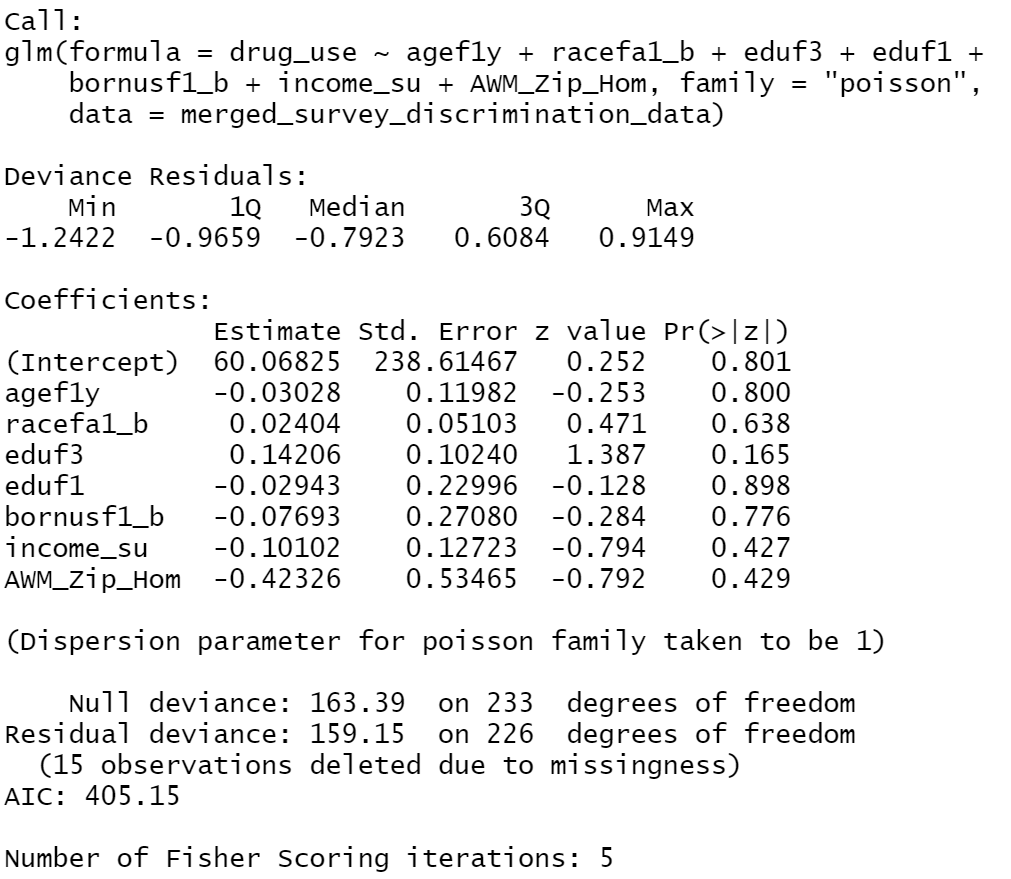 Call:
glm(formula = drug_use ~ agef1y + racefa1_b + eduf3 + eduf1 +
    bornusf1_b + income_su + AWM_Zip_Hom, family = "poisson",
    data = merged_survey_discrimination_data)

Deviance Residuals:
    Min       1Q   Median       3Q      Max
-1.2422  -0.9659  -0.7923   0.6084   0.9149

Coefficients:
             Estimate Std. Error z value Pr(>|z|)
(Intercept)  60.06825  238.61467   0.252    0.801
agef1y       -0.03028    0.11982  -0.253    0.800
racefa1_b     0.02404    0.05103   0.471    0.638
eduf3         0.14206    0.10240   1.387    0.165
eduf1        -0.02943    0.22996  -0.128    0.898
bornusf1_b   -0.07693    0.27080  -0.284    0.776
income_su    -0.10102    0.12723  -0.794    0.427
AWM_Zip_Hom  -0.42326    0.53465  -0.792    0.429

(Dispersion parameter for poisson family taken to be 1)

    Null deviance: 163.39  on 233  degrees of freedom
Residual deviance: 159.15  on 226  degrees of freedom
  (15 observations deleted due to missingness)
AIC: 405.15

Number of Fisher Scoring iterations: 5